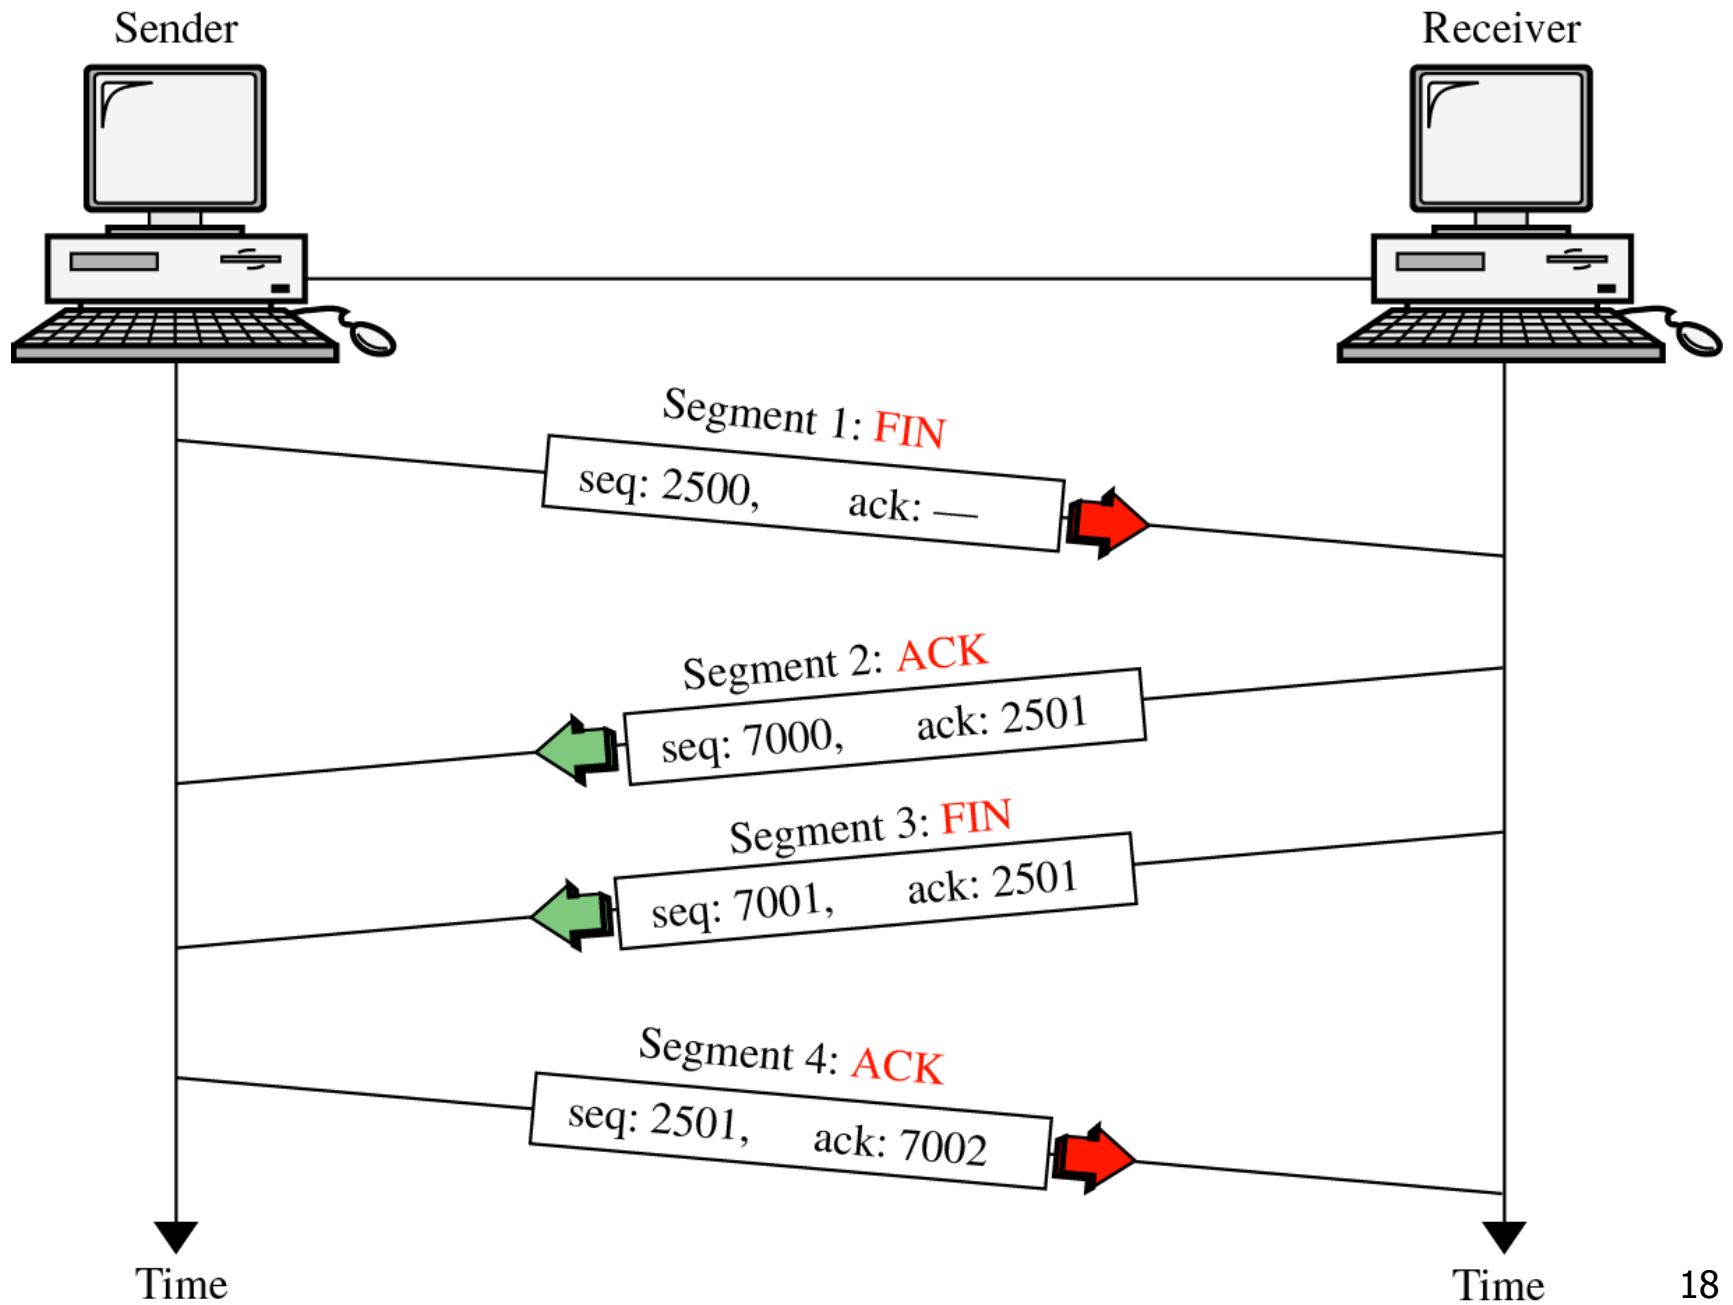 Sender
Receiver
Segment 1: FIN
seq: 2500, ack: —
Segment 2: ACK
seq: 7000, ack: 2501
Segment 3: FIN
seq: 7001, ack: 2501
Segment 4: ACK
seq: 2501, ack: 7002
Time
Time
18